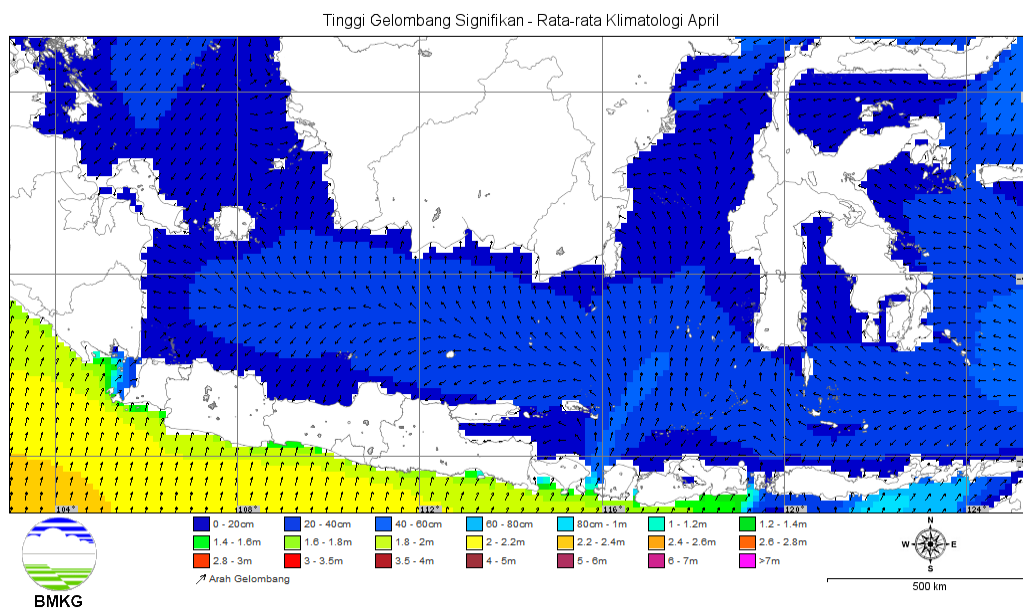 Tinggi Gelombang Signifikan - Rata-rata Klimatologi April
104° 108° 112° 116° 120° 124°
0 - 20cm 20 - 40cm 40 - 60cm 60 - 80cm 80cm - 1m 1 - 1.2m 1.2 - 1.4m
1.4 - 1.6m 1.6 - 1.8m 1.8 - 2m 2 - 2.2m 2.2 - 2.4m 2.4 - 2.6m 2.6 - 2.8m
2.8 - 3m 3 - 3.5m 3.5 - 4m 4 - 5m 5 - 6m 6 - 7m >7m
Arah Gelombang
N
W E
S
500 km
BMKG